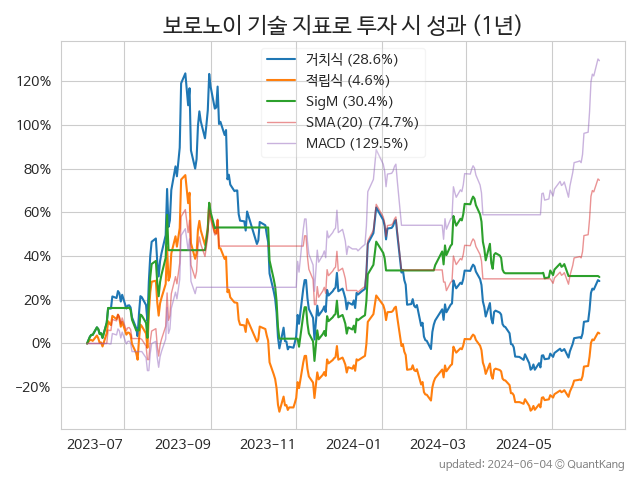 보로노이 기술 지표로 투자 시 성과 (1년)
거치식 (28.6%)
적립식 (4.6%)
SigM (30.4%)
SMA(20) (74.7%)
MACD (129.5%)
120%
100%
80%
60%
40%
20%
0%
−20%
2023-07 2023-09 2023-11 2024-01 2024-03 2024-05
updated: 2024-06-04 © QuantKang